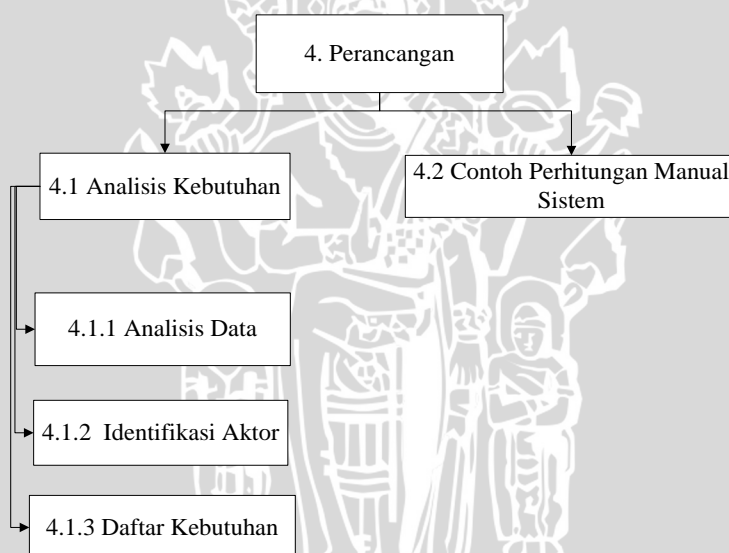 4. Perancangan
4.1 Analisis Kebutuhan
4.2 Contoh Perhitungan Manual
Sistem
4.1.1 Analisis Data
4.1.2 Identifikasi Aktor
4.1.3 Daftar Kebutuhan